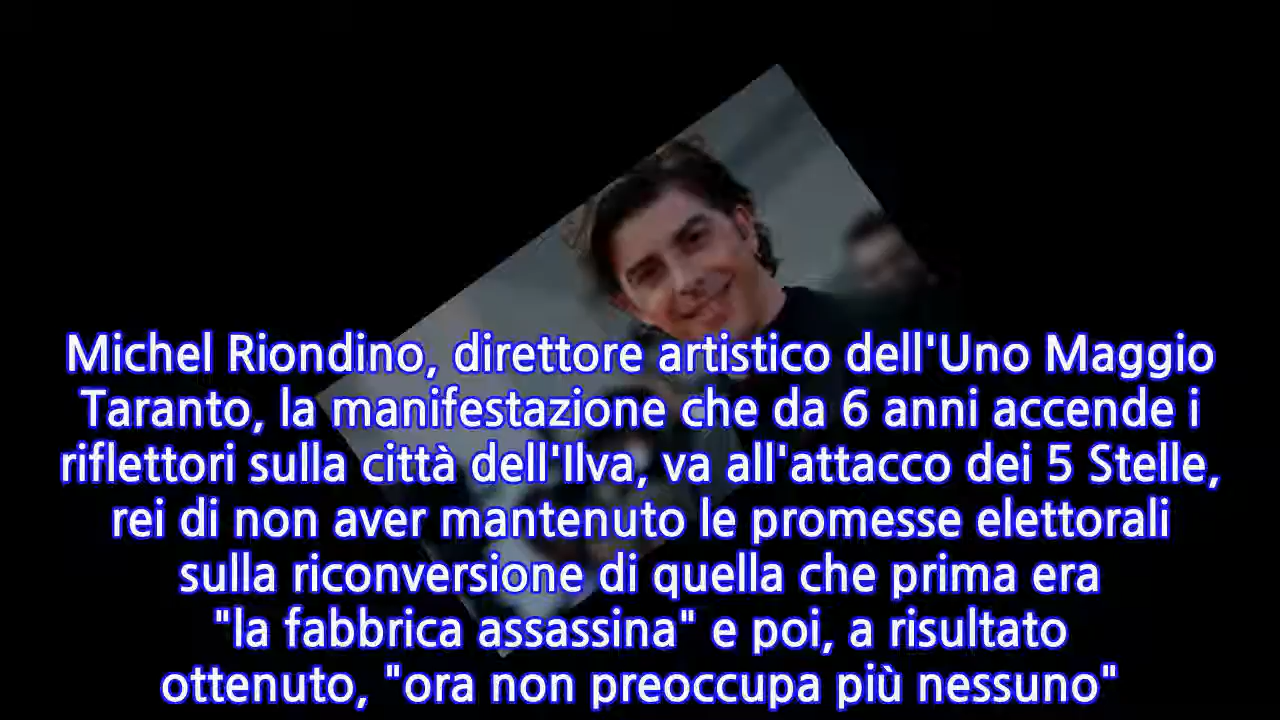 Michel Riondino, direttore artistico dell'Uno Maggio
Taranto, la manifestazione che da 6 anni accende i
riflettori sulla città dell'Ilva, va all'attacco dei 5 Stelle,
rei di non aver mantenuto le promesse elettorali
sulla riconversione di quella che prima era
"la fabbrica assassina" e poi, a risultato
ottenuto, "ora non preoccupa più nessuno"